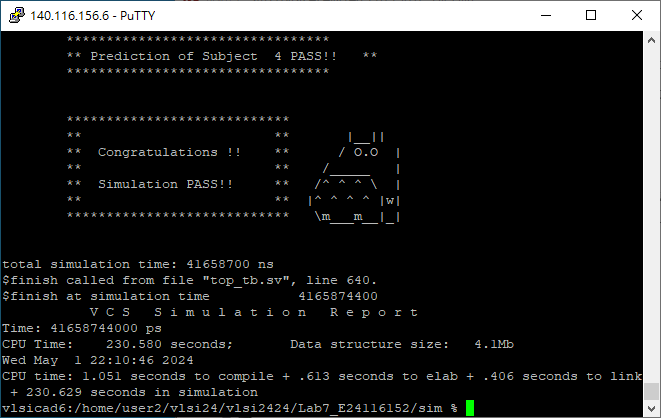 140.116.156.6 - PuTTY
        *********************************
        ** Prediction of Subject  4 PASS!!   **
        *********************************
        ****************************
        **                        **       |__||
        **  Congratulations !!    **      / O.O  |
        **                        **    /_____   |
        **  Simulation PASS!!     **   /^ ^ ^ \  |
        **                        **  |^ ^ ^ ^ |w|
        ****************************   \m___m__|_|
total simulation time: 41658700 ns
$finish called from file "top_tb.sv", line 640.
$finish at simulation time           4165874400
           V C S   S i m u l a t i o n   R e p o r t
Time: 41658744000 ps
CPU Time:    230.580 seconds;       Data structure size:   4.1Mb
Wed May  1 22:10:46 2024
CPU time: 1.051 seconds to compile + .613 seconds to elab + .406 seconds to link
 + 230.629 seconds in simulation
vlsicad6:/home/user2/vlsi24/vlsi2424/Lab7_E24116152/sim %